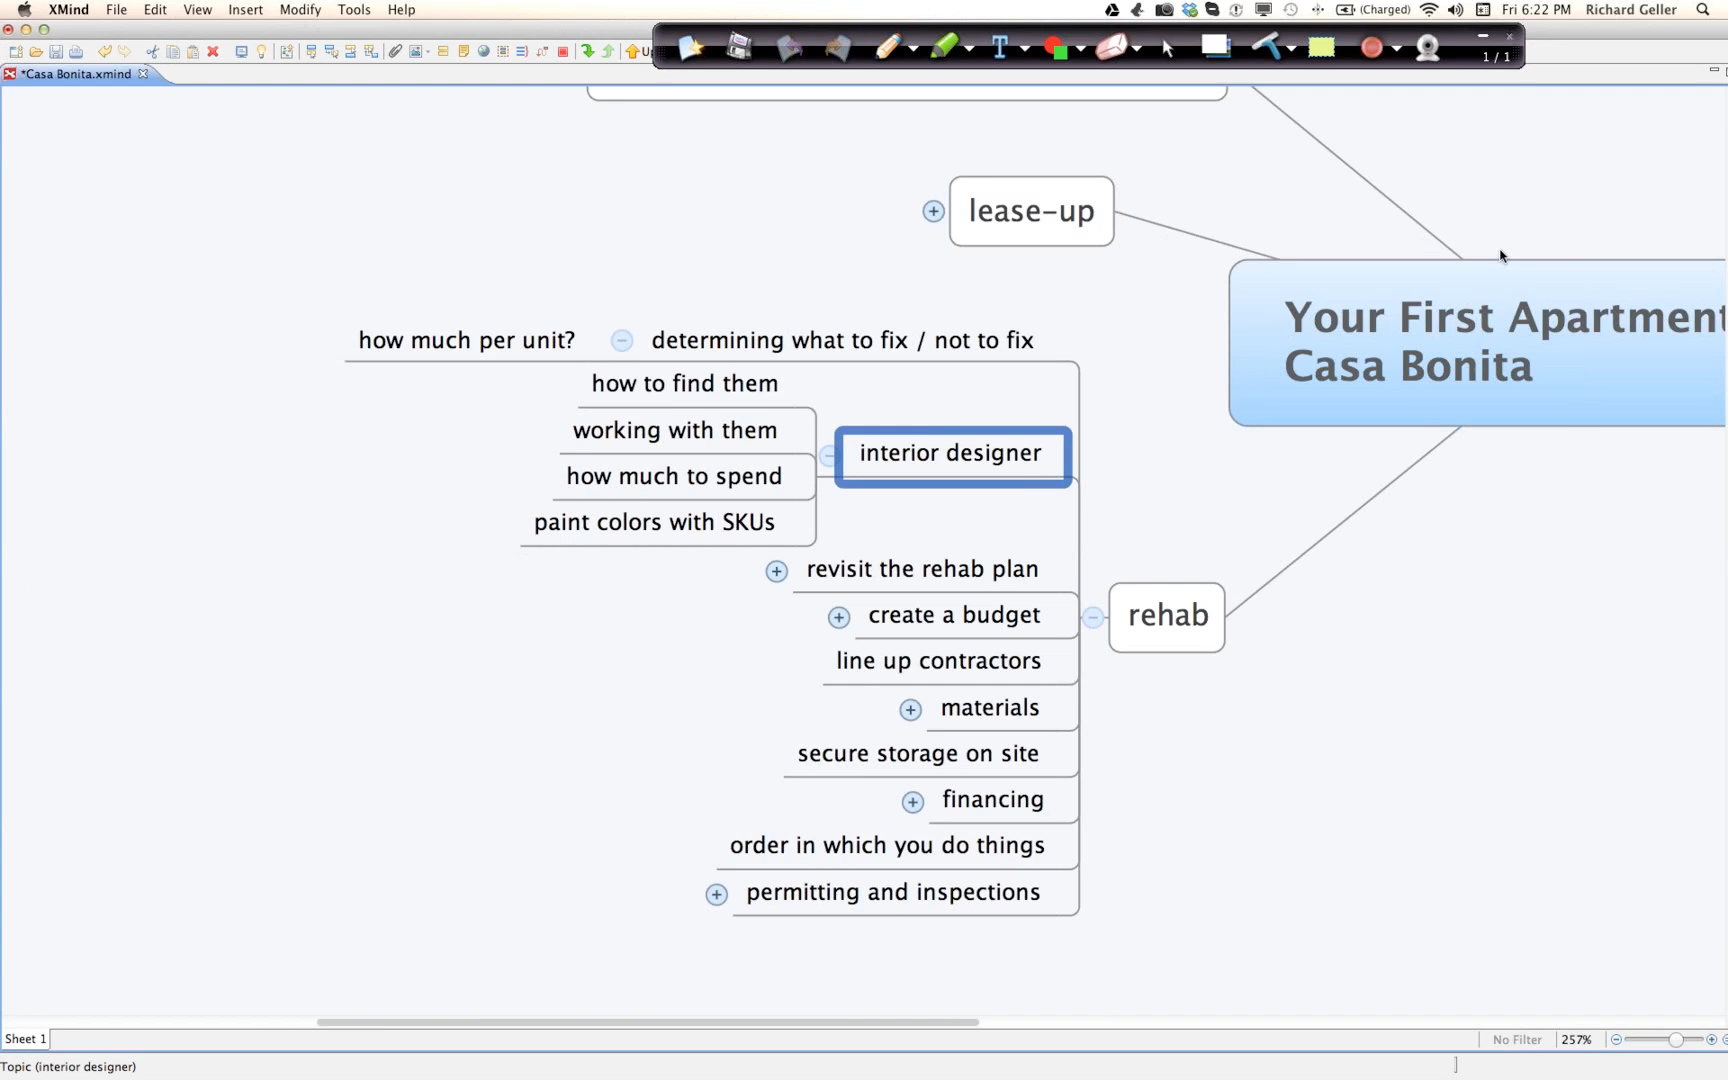 XMind File Edit View Insert Modify Tools Help
(Charged) Fri 6:22 PM Richard Geller
1 / 1
*Casa Bonita.xmind
lease-up
Your First Apartment
Casa Bonita
how much per unit? determining what to fix / not to fix
how to find them
working with them
interior designer
how much to spend
paint colors with SKUs
revisit the rehab plan
create a budget
rehab
line up contractors
materials
secure storage on site
financing
order in which you do things
permitting and inspections
Sheet 1
No Filter 257%
Topic (interior designer)